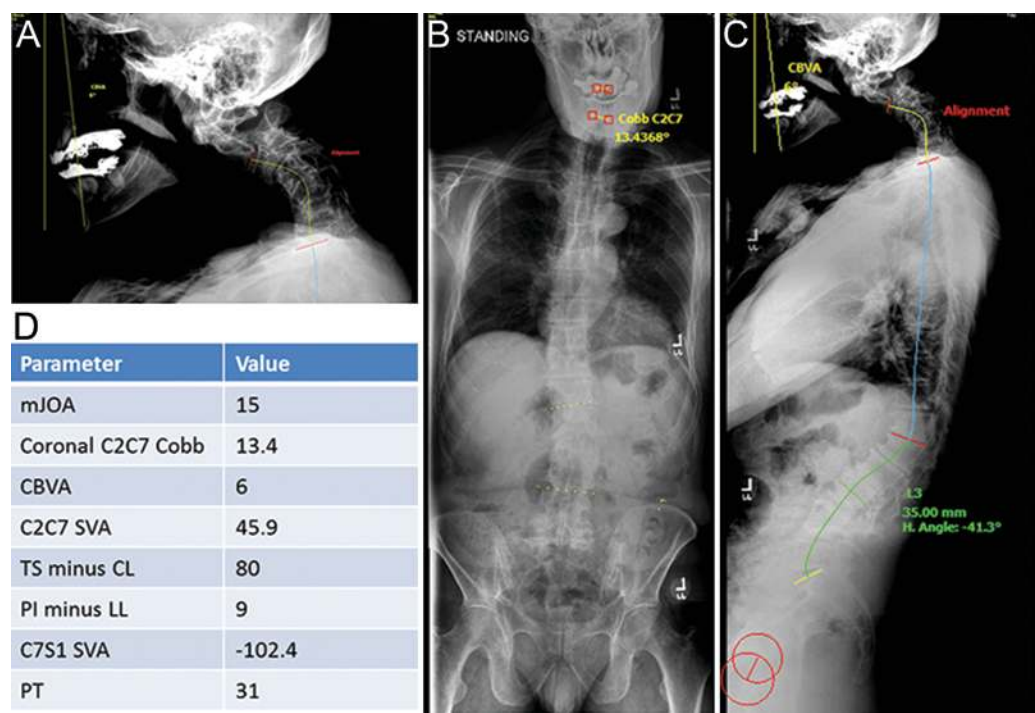 A
CBVA
6°
Alignment
B
STANDING
Cobb C2C7
13.4368°
C
CBVA
6°
Alignment
L3
35.00 mm
H. Angle: -41.3°
D
Parameter Value
mJOA 15
Coronal C2C7 Cobb 13.4
CBVA 6
C2C7 SVA 45.9
TS minus CL 80
PI minus LL 9
C7S1 SVA -102.4
PT 31